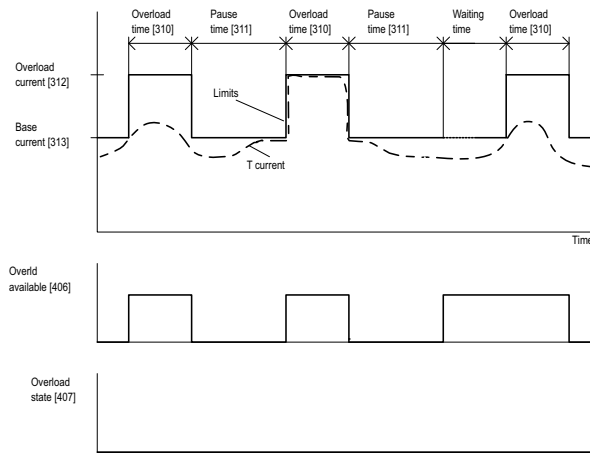 Overload
time [310]
Pause
time [311]
Overload
time [310]
Pause
time [311]
Waiting
time
Overload
time [310]
Overload
current [312]
Limits
Base
current [313]
T current
Time
Overld
available [406]
Overload
state [407]